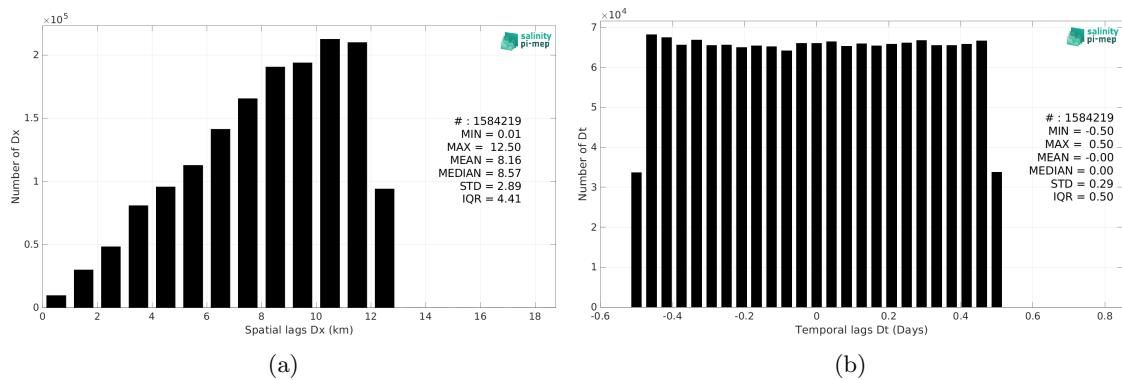 ×10⁵
2
1.5
1
0.5
0
Number of Dx
0 2 4 6 8 10 12 14 16 18
Spatial lags Dx (km)
salinity
pi-mep
# : 1584219
MIN = 0.01
MAX = 12.50
MEAN = 8.16
MEDIAN = 8.57
STD = 2.89
IQR = 4.41
(a)
×10⁴
7
6
5
4
3
2
1
0
Number of Dt
-0.6 -0.4 -0.2 0 0.2 0.4 0.6 0.8
Temporal lags Dt (Days)
salinity
pi-mep
# : 1584219
MIN = -0.50
MAX = 0.50
MEAN = -0.00
MEDIAN = 0.00
STD = 0.29
IQR = 0.50
(b)